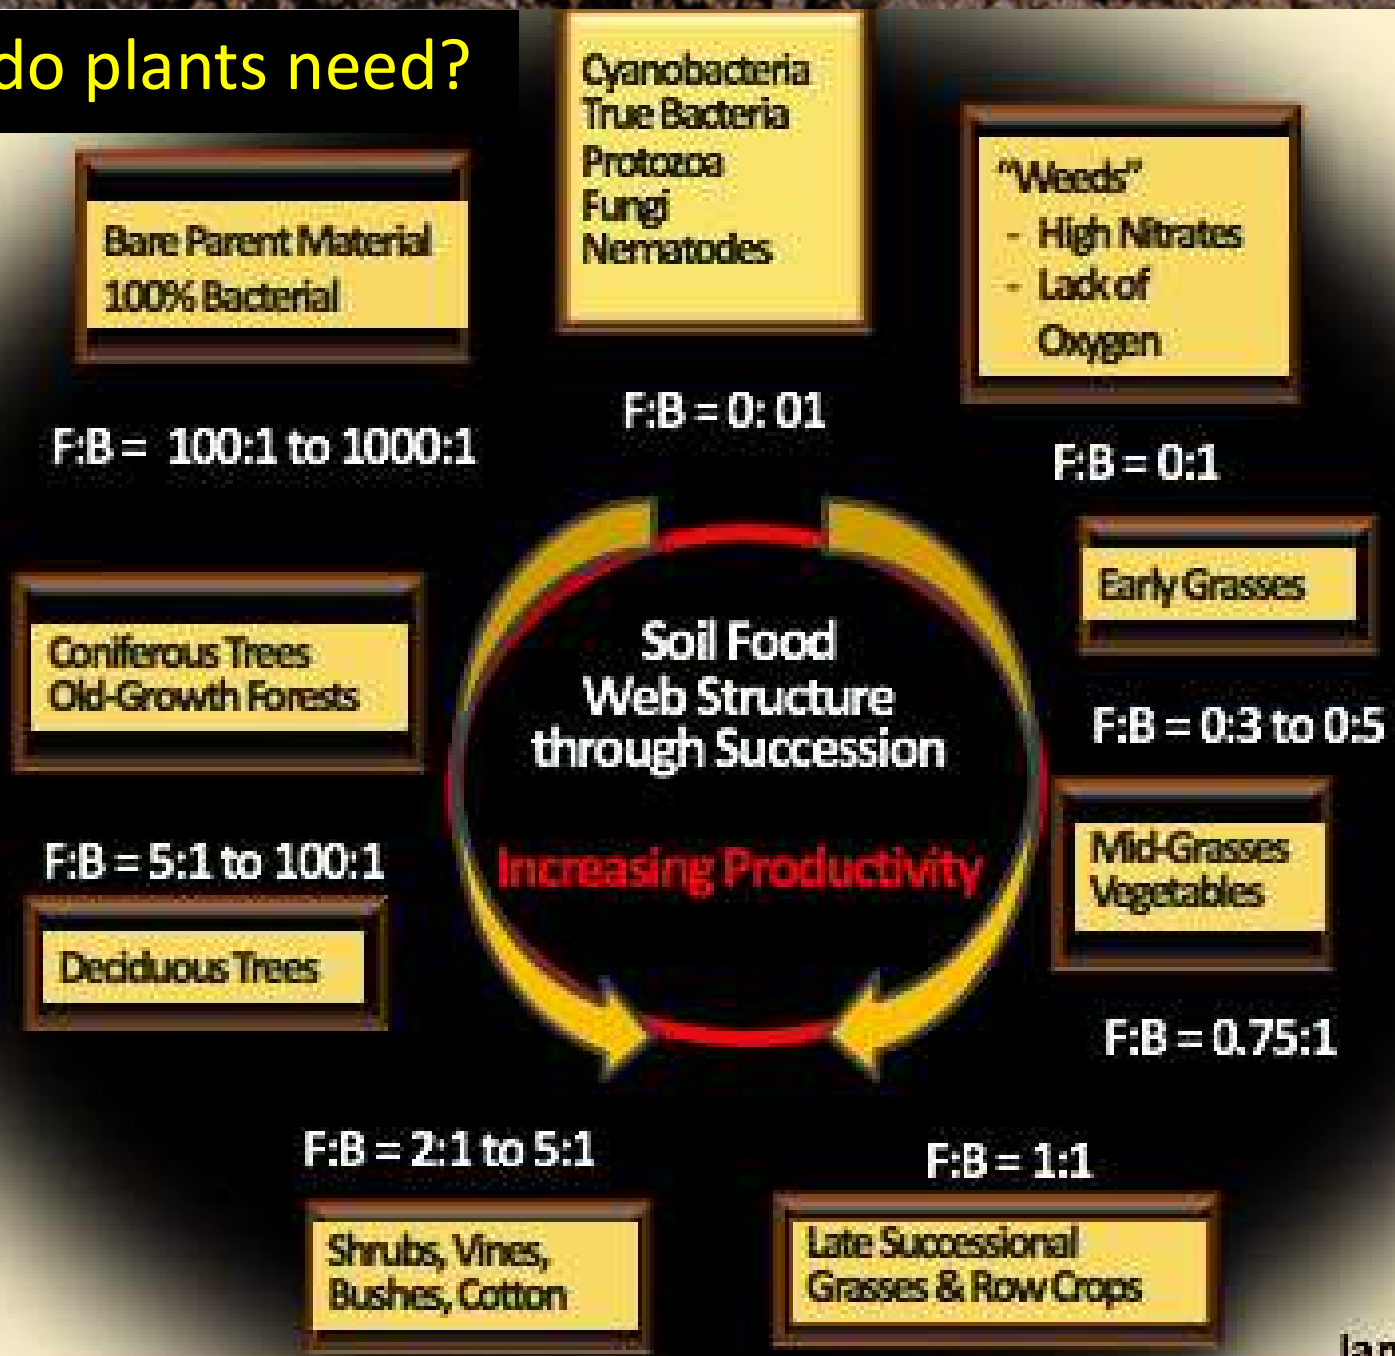 do plants need?
Cyanobacteria
True Bacteria
Protozoa
Fungi
Nematodes
"Weeds"
- High Nitrates
- Lack of
Oxygen
Bare Parent Material
100% Bacterial
F:B = 0: 01
F:B = 100:1 to 1000:1
F:B = 0:1
Early Grasses
Coniferous Trees
Old-Growth Forests
Soil Food
Web Structure
through Succession
F:B = 0:3 to 0:5
Increasing Productivity
Mid-Grasses
Vegetables
F:B = 5:1 to 100:1
Deciduous Trees
F:B = 0.75:1
F:B = 2:1 to 5:1
F:B = 1:1
Shrubs, Vines,
Bushes, Cotton
Late Successional
Grasses & Row Crops